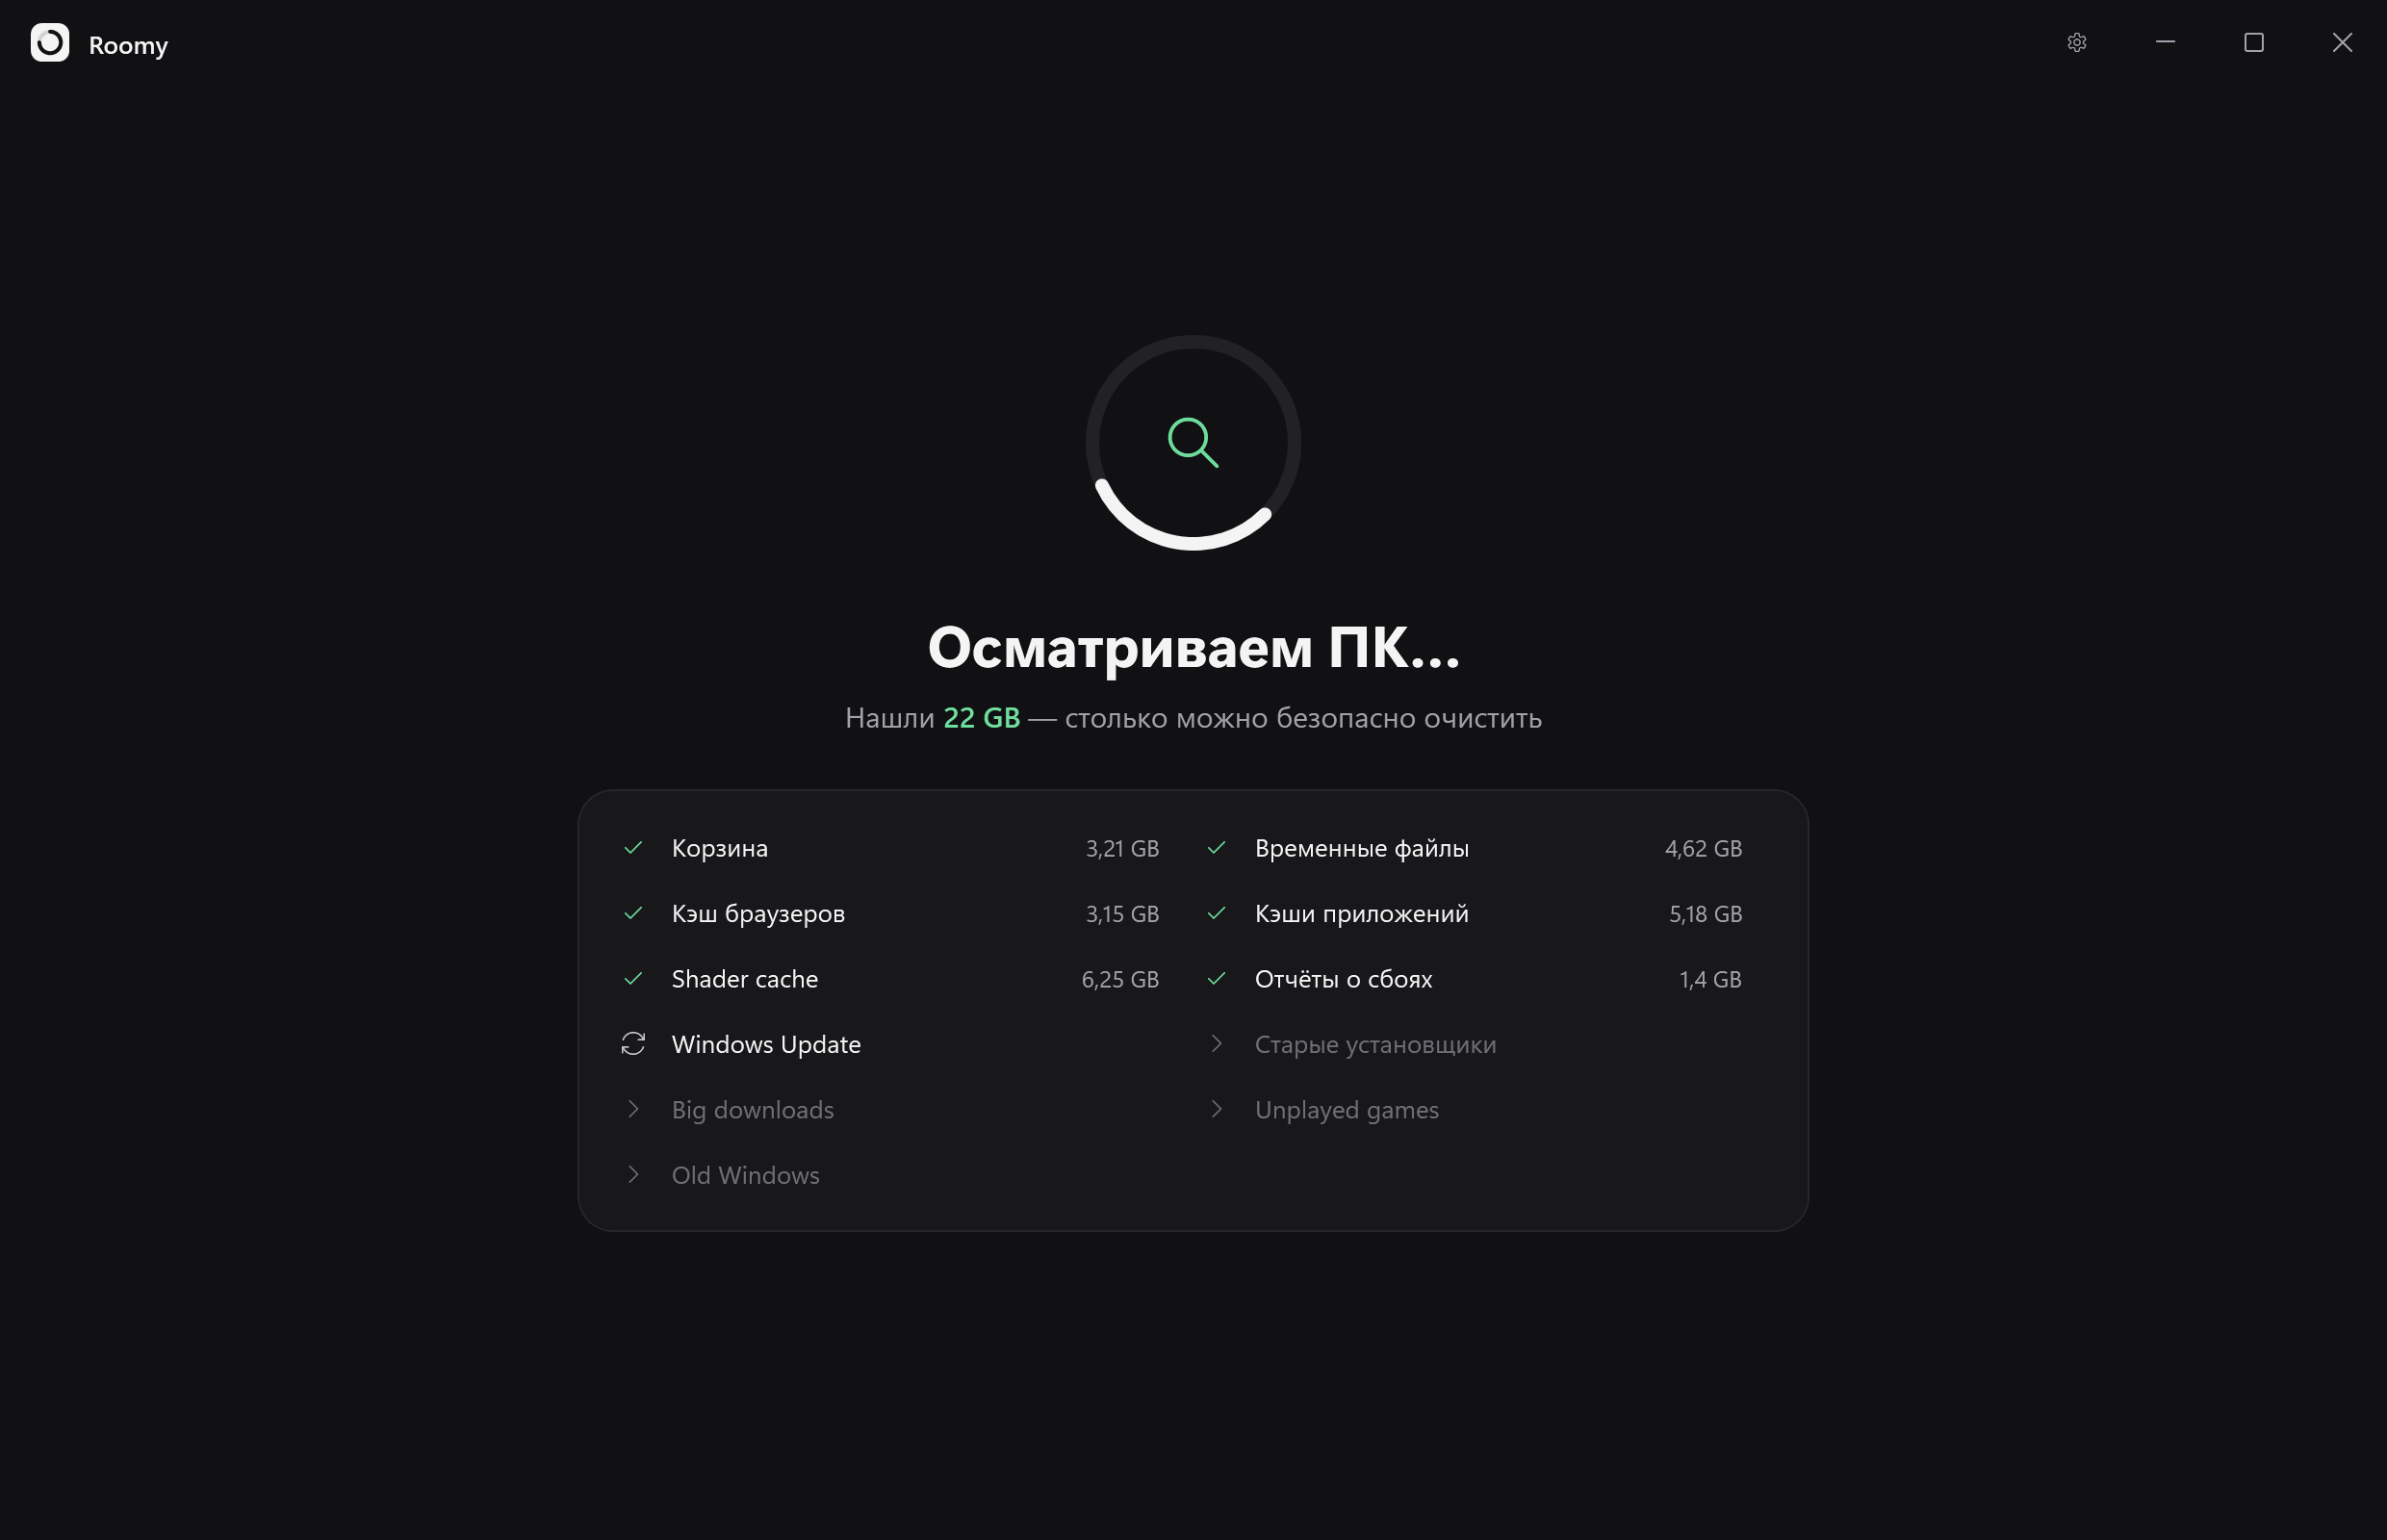 Roomy
Осматриваем ПК...
Нашли 22 GB — столько можно безопасно очистить
Корзина 3,21 GB
Временные файлы 4,62 GB
Кэш браузеров 3,15 GB
Кэши приложений 5,18 GB
Shader cache 6,25 GB
Отчёты о сбоях 1,4 GB
Windows Update
Старые установщики
Big downloads
Unplayed games
Old Windows